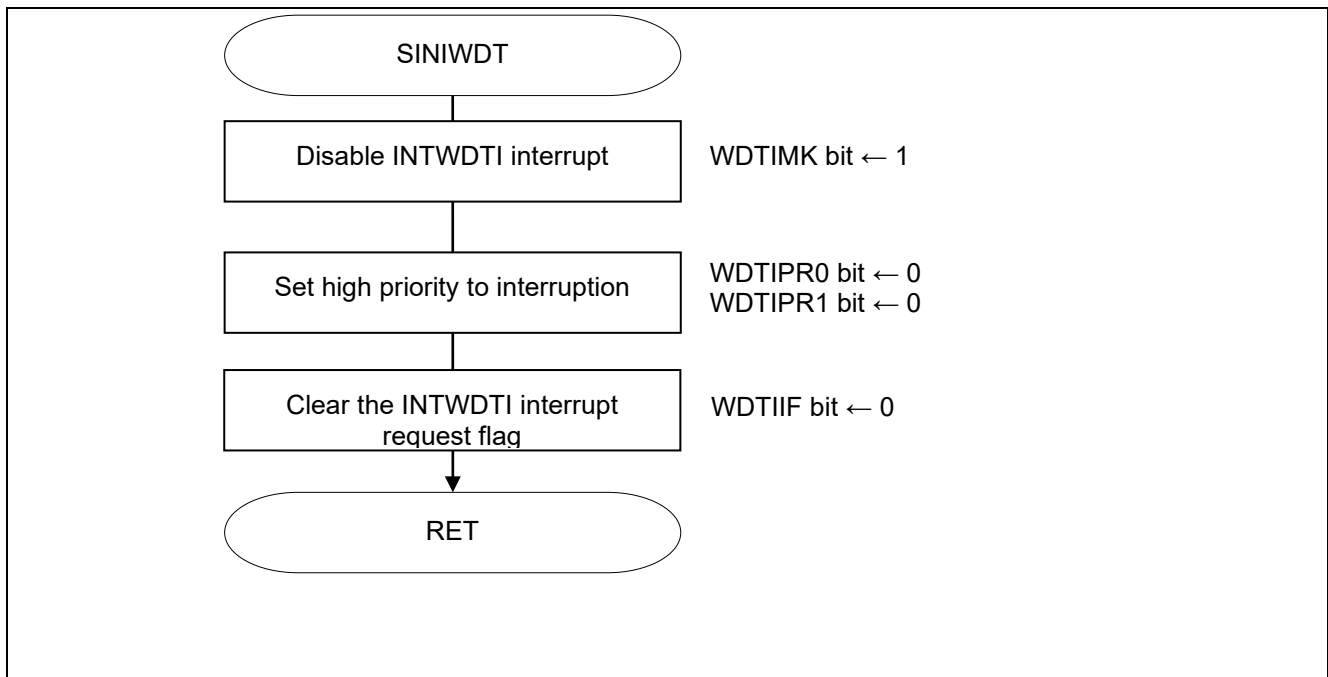 SINIWDT
Disable INTWDTI interrupt
WDTIMK bit ← 1
Set high priority to interruption
WDTIPR0 bit ← 0
WDTIPR1 bit ← 0
Clear the INTWDTI interrupt
request flag
WDTIIF bit ← 0
RET